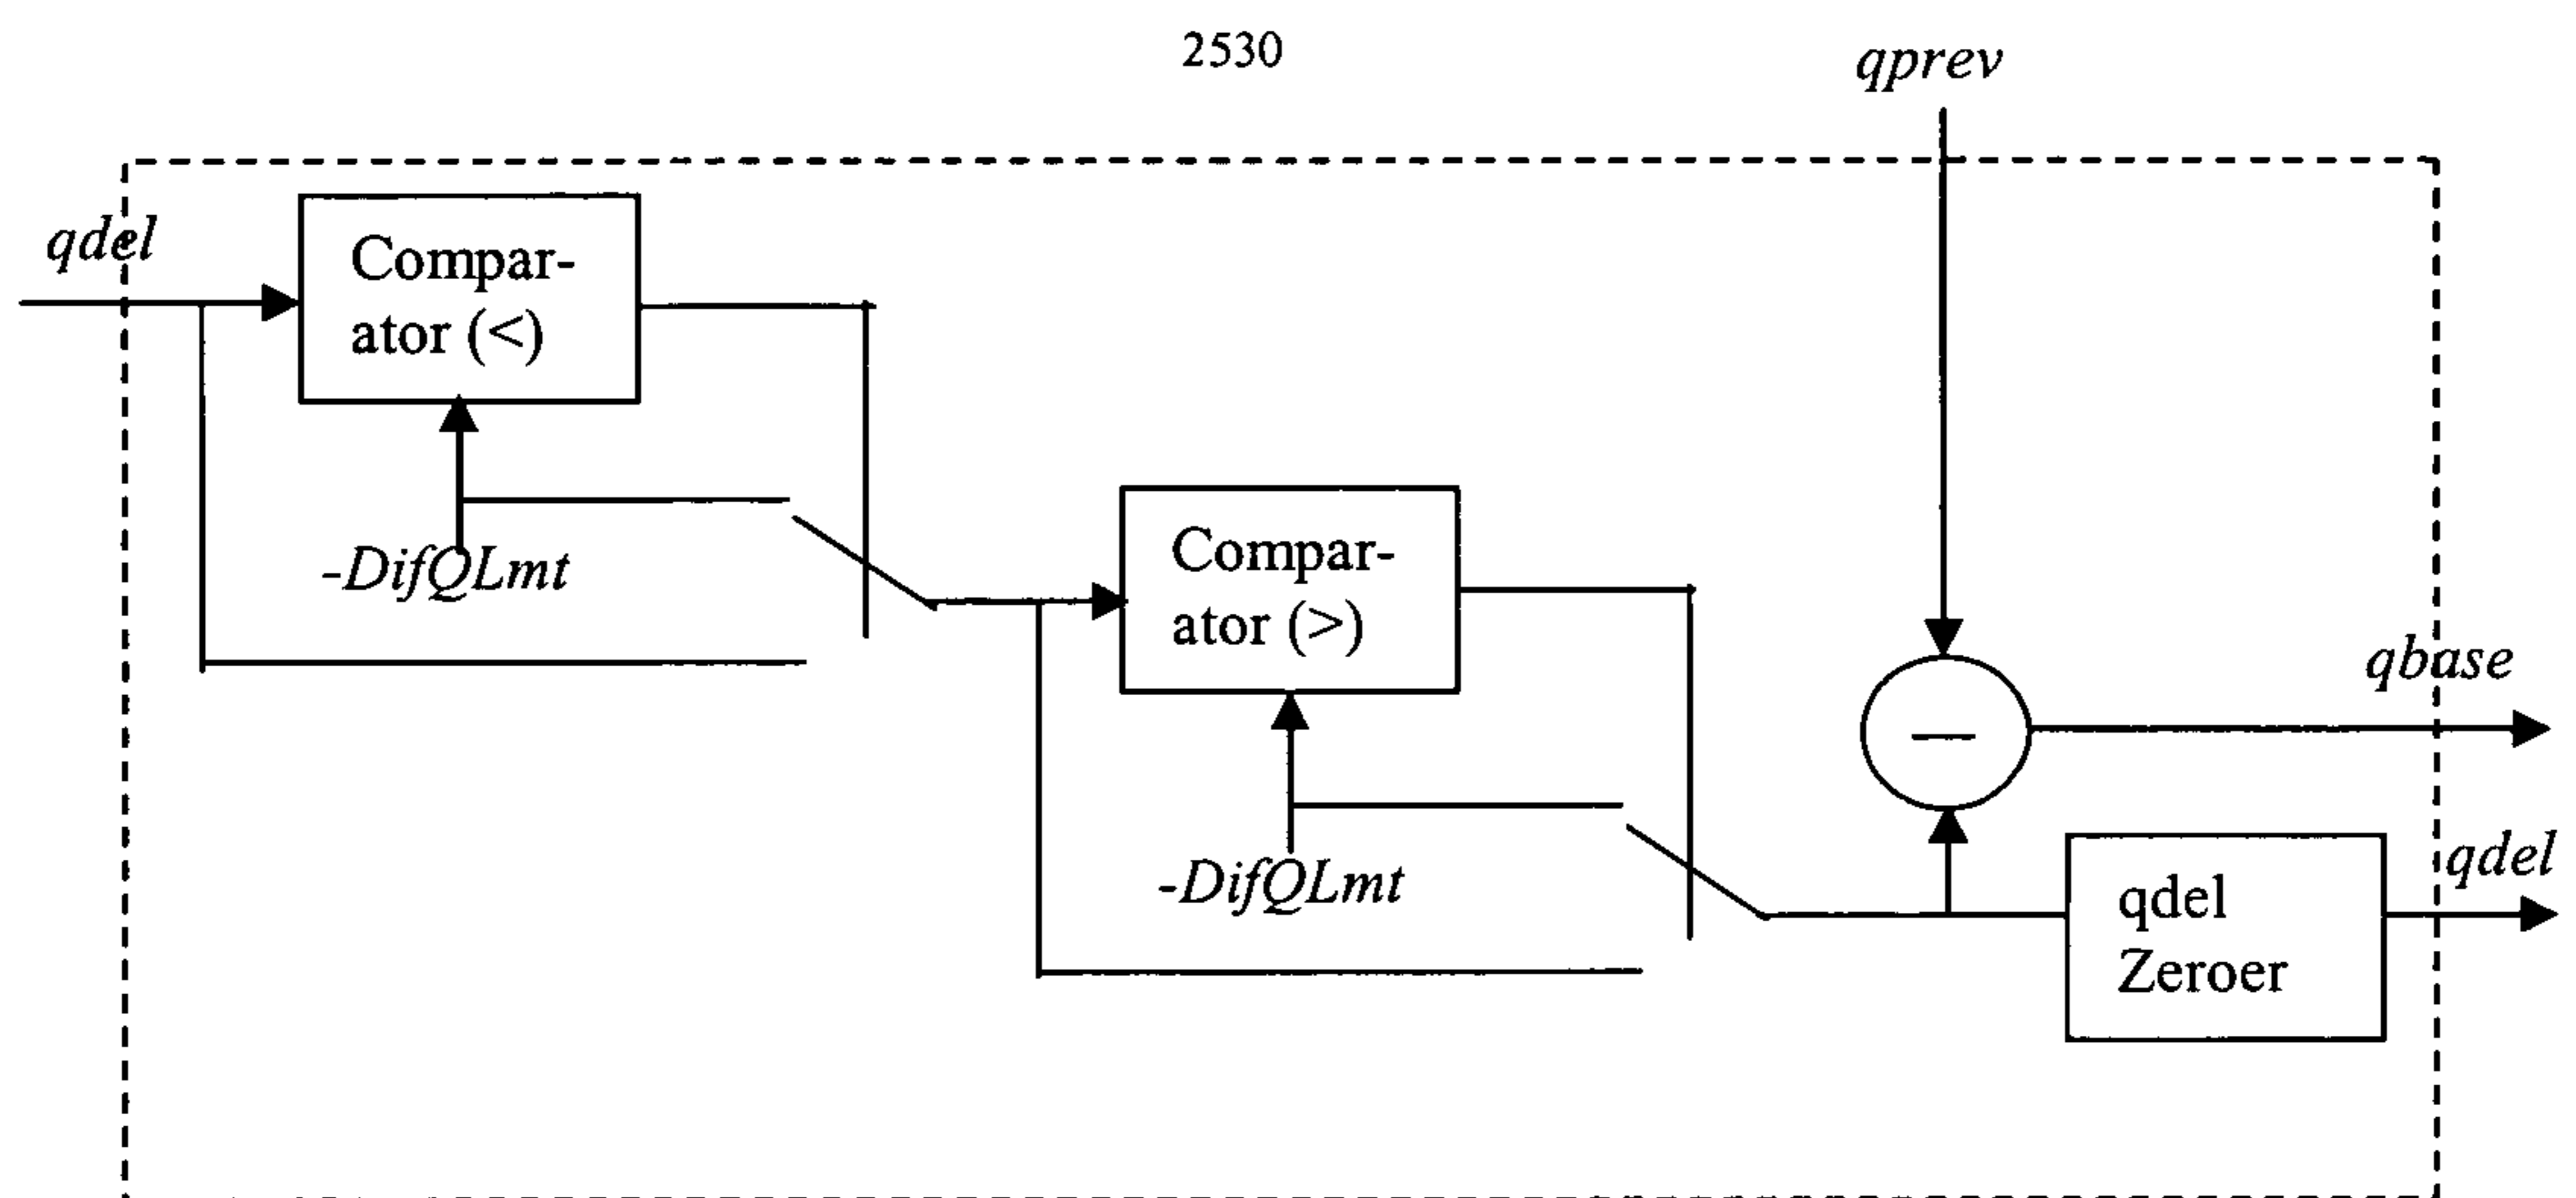 2530
qprev
qdel
Compar-
ator (<)
-DifQLmt
Compar-
ator (>)
-DifQLmt
—
qbase
qdel
qdel
Zeroer